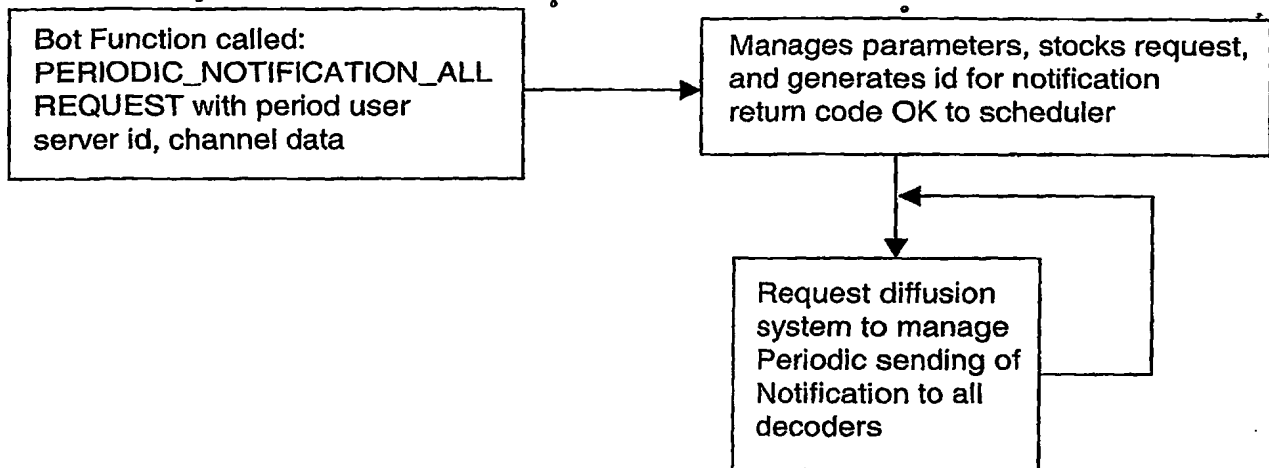 Bot Function called:
PERIODIC_NOTIFICATION_ALL
REQUEST with period user
server id, channel data
Manages parameters, stocks request,
and generates id for notification
return code OK to scheduler
Request diffusion
system to manage
Periodic sending of
Notification to all
decoders